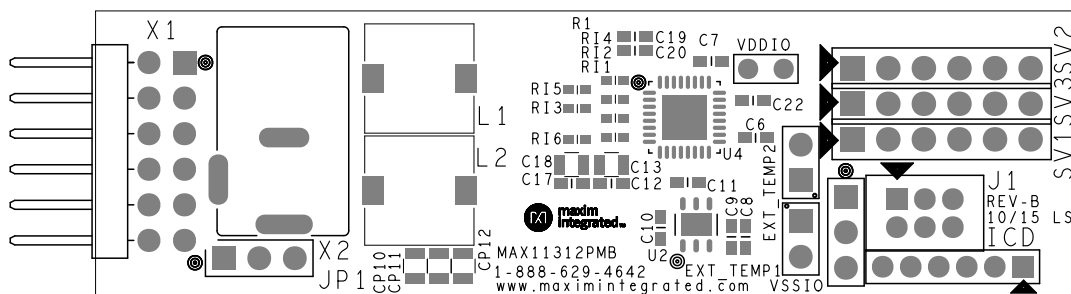 X1
X2
JP1
L1
L2
CP10
CP11
CP12
R1
RI4
RI2
RI1
C19
C20
C7
VDDIO
RI5
RI3
RI6
C18
C17
C13
C12
U4
C22
C6
C11
C10
C9
C8
U2
maxim
integrated™
MAX11312PMB
1-888-629-4642
www.maximintegrated.com
EXT_TEMP2
EXT_TEMP1
VSSIO
SV2
SV3
SV1
J1
REV-B
10/15 LS
ICD